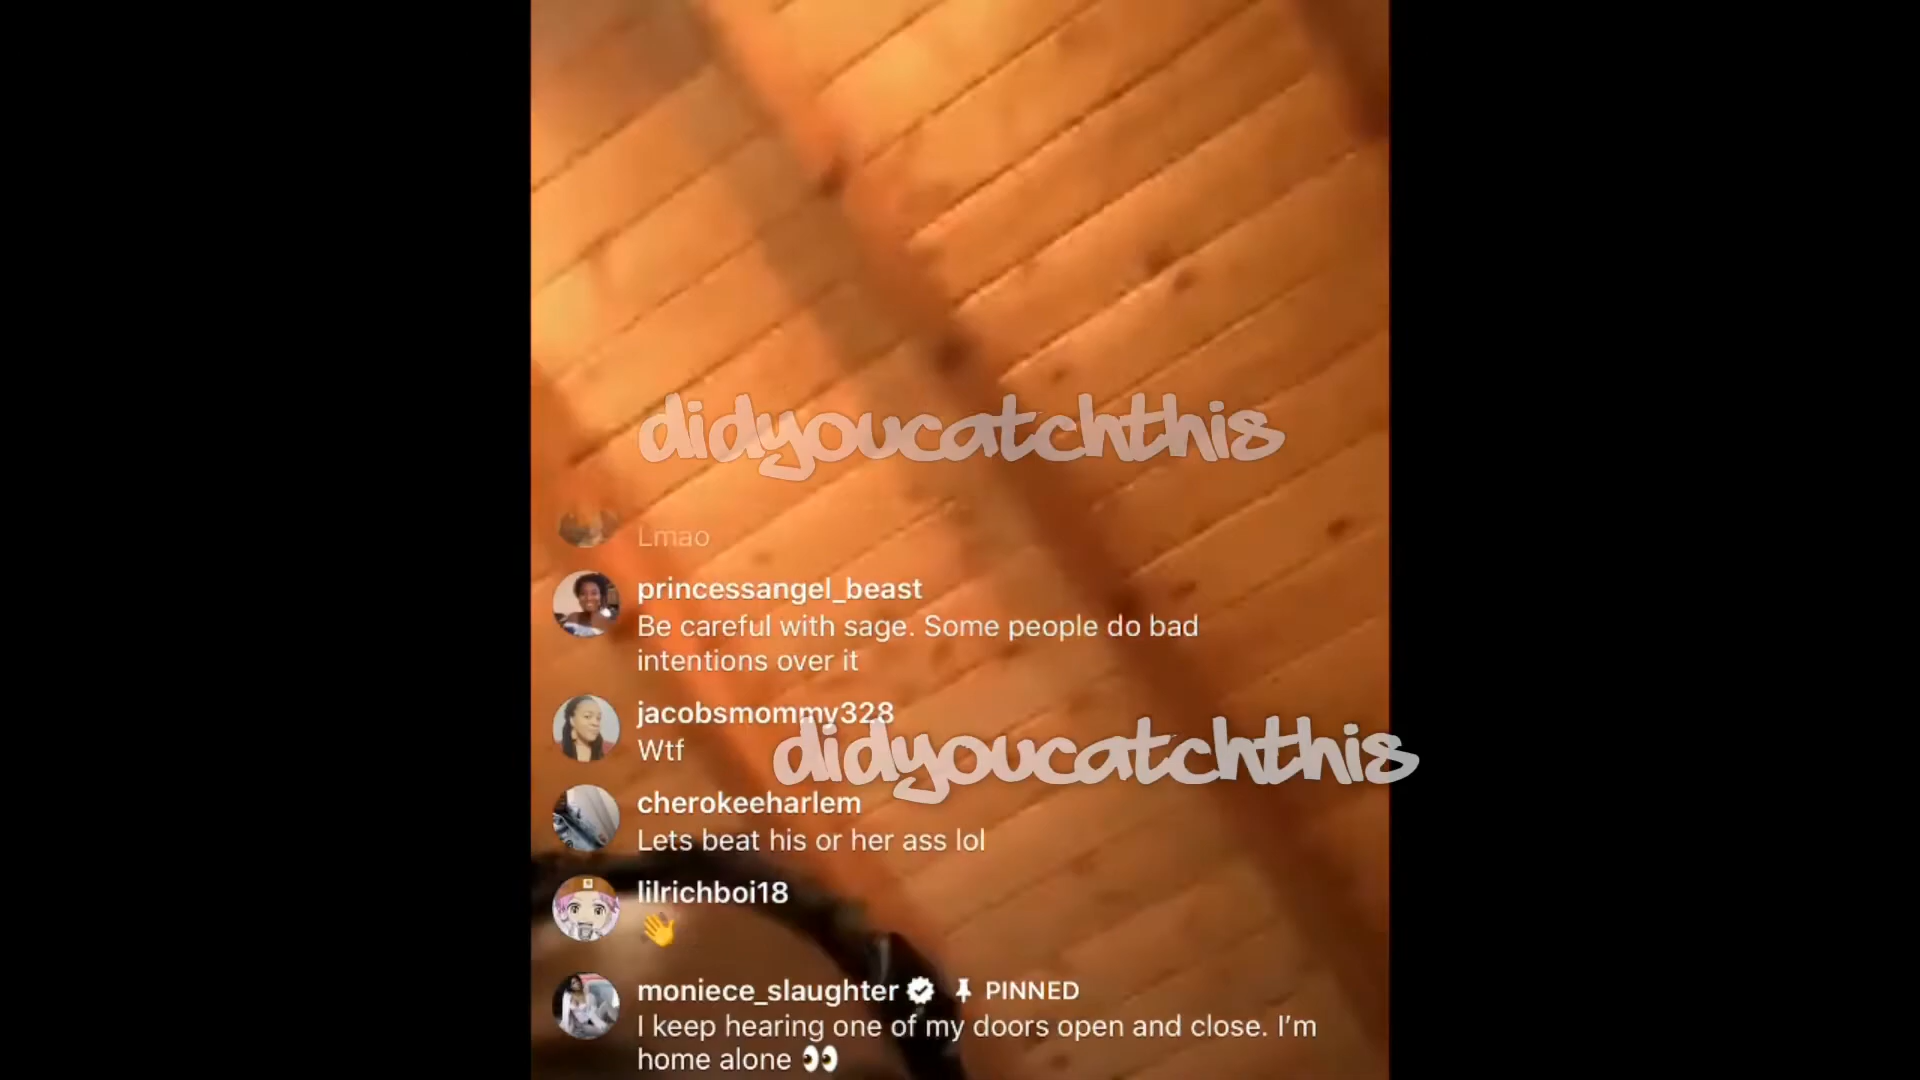 didyoucatchthis
Lmao
princessangel_beast
Be careful with sage. Some people do bad
intentions over it
jacobsmommy328
Wtf
didyoucatchthis
cherokeeharlem
Lets beat his or her ass lol
lilrichboi18
👋
moniece_slaughter PINNED
I keep hearing one of my doors open and close. I’m
home alone 👀